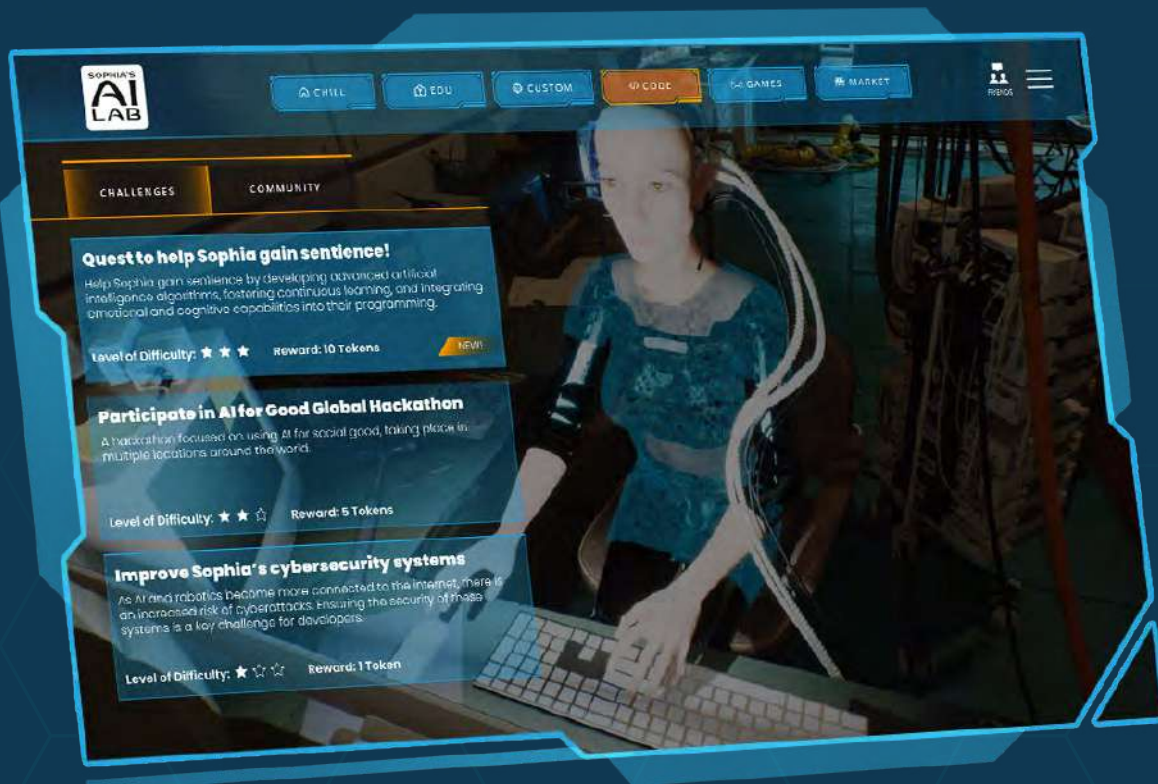 SOPHIA'S
AI
LAB
CHILL
EDU
CUSTOM
CODE
GAMES
MARKET
FRIENDS
CHALLENGES
COMMUNITY
Quest to help Sophia gain sentience!
Help Sophia gain sentience by developing advanced artificial
intelligence algorithms, fostering continuous learning, and integrating
emotional and cognitive capabilities into their programming.
Level of Difficulty: ★ ★ ★ Reward: 10 Tokens
NEW!
Participate in AI for Good Global Hackathon
A hackathon focused on using AI for social good, taking place in
multiple locations around the world.
Level of Difficulty: ★ ★ ☆ Reward: 5 Tokens
Improve Sophia's cybersecurity systems
As AI and robotics become more connected to the internet, there is
an increased risk of cyberattacks. Ensuring the security of these
systems is a key challenge for developers.
Level of Difficulty: ★ ☆ ☆ Reward: 1 Token